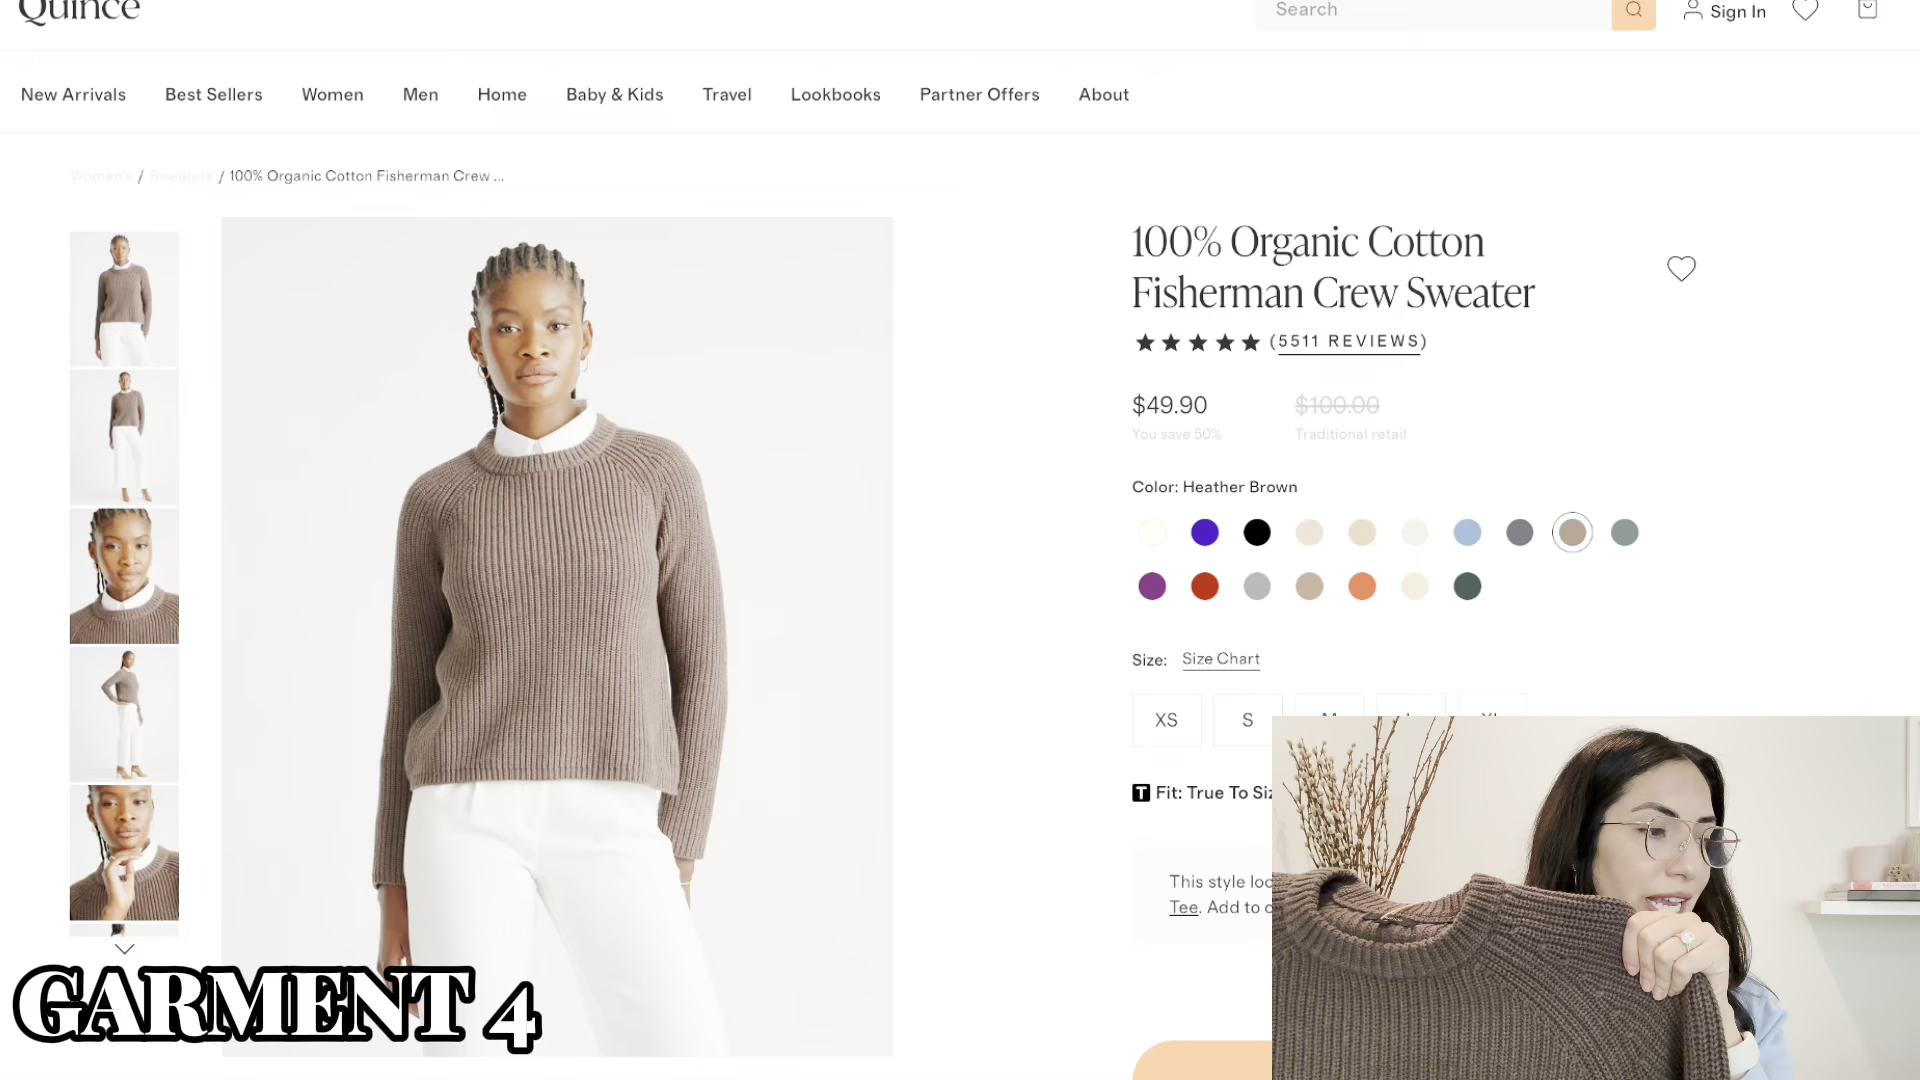 Quince
Search
Sign In
New Arrivals Best Sellers Women Men Home Baby & Kids Travel Lookbooks Partner Offers About
Women's / Sweaters / 100% Organic Cotton Fisherman Crew ...
100% Organic Cotton
Fisherman Crew Sweater
(5511 REVIEWS)
$49.90 $100.00
You save 50% Traditional retail
Color: Heather Brown
Size: Size Chart
XS S
Fit: True To
This style
Tee. Add to
GARMENT 4